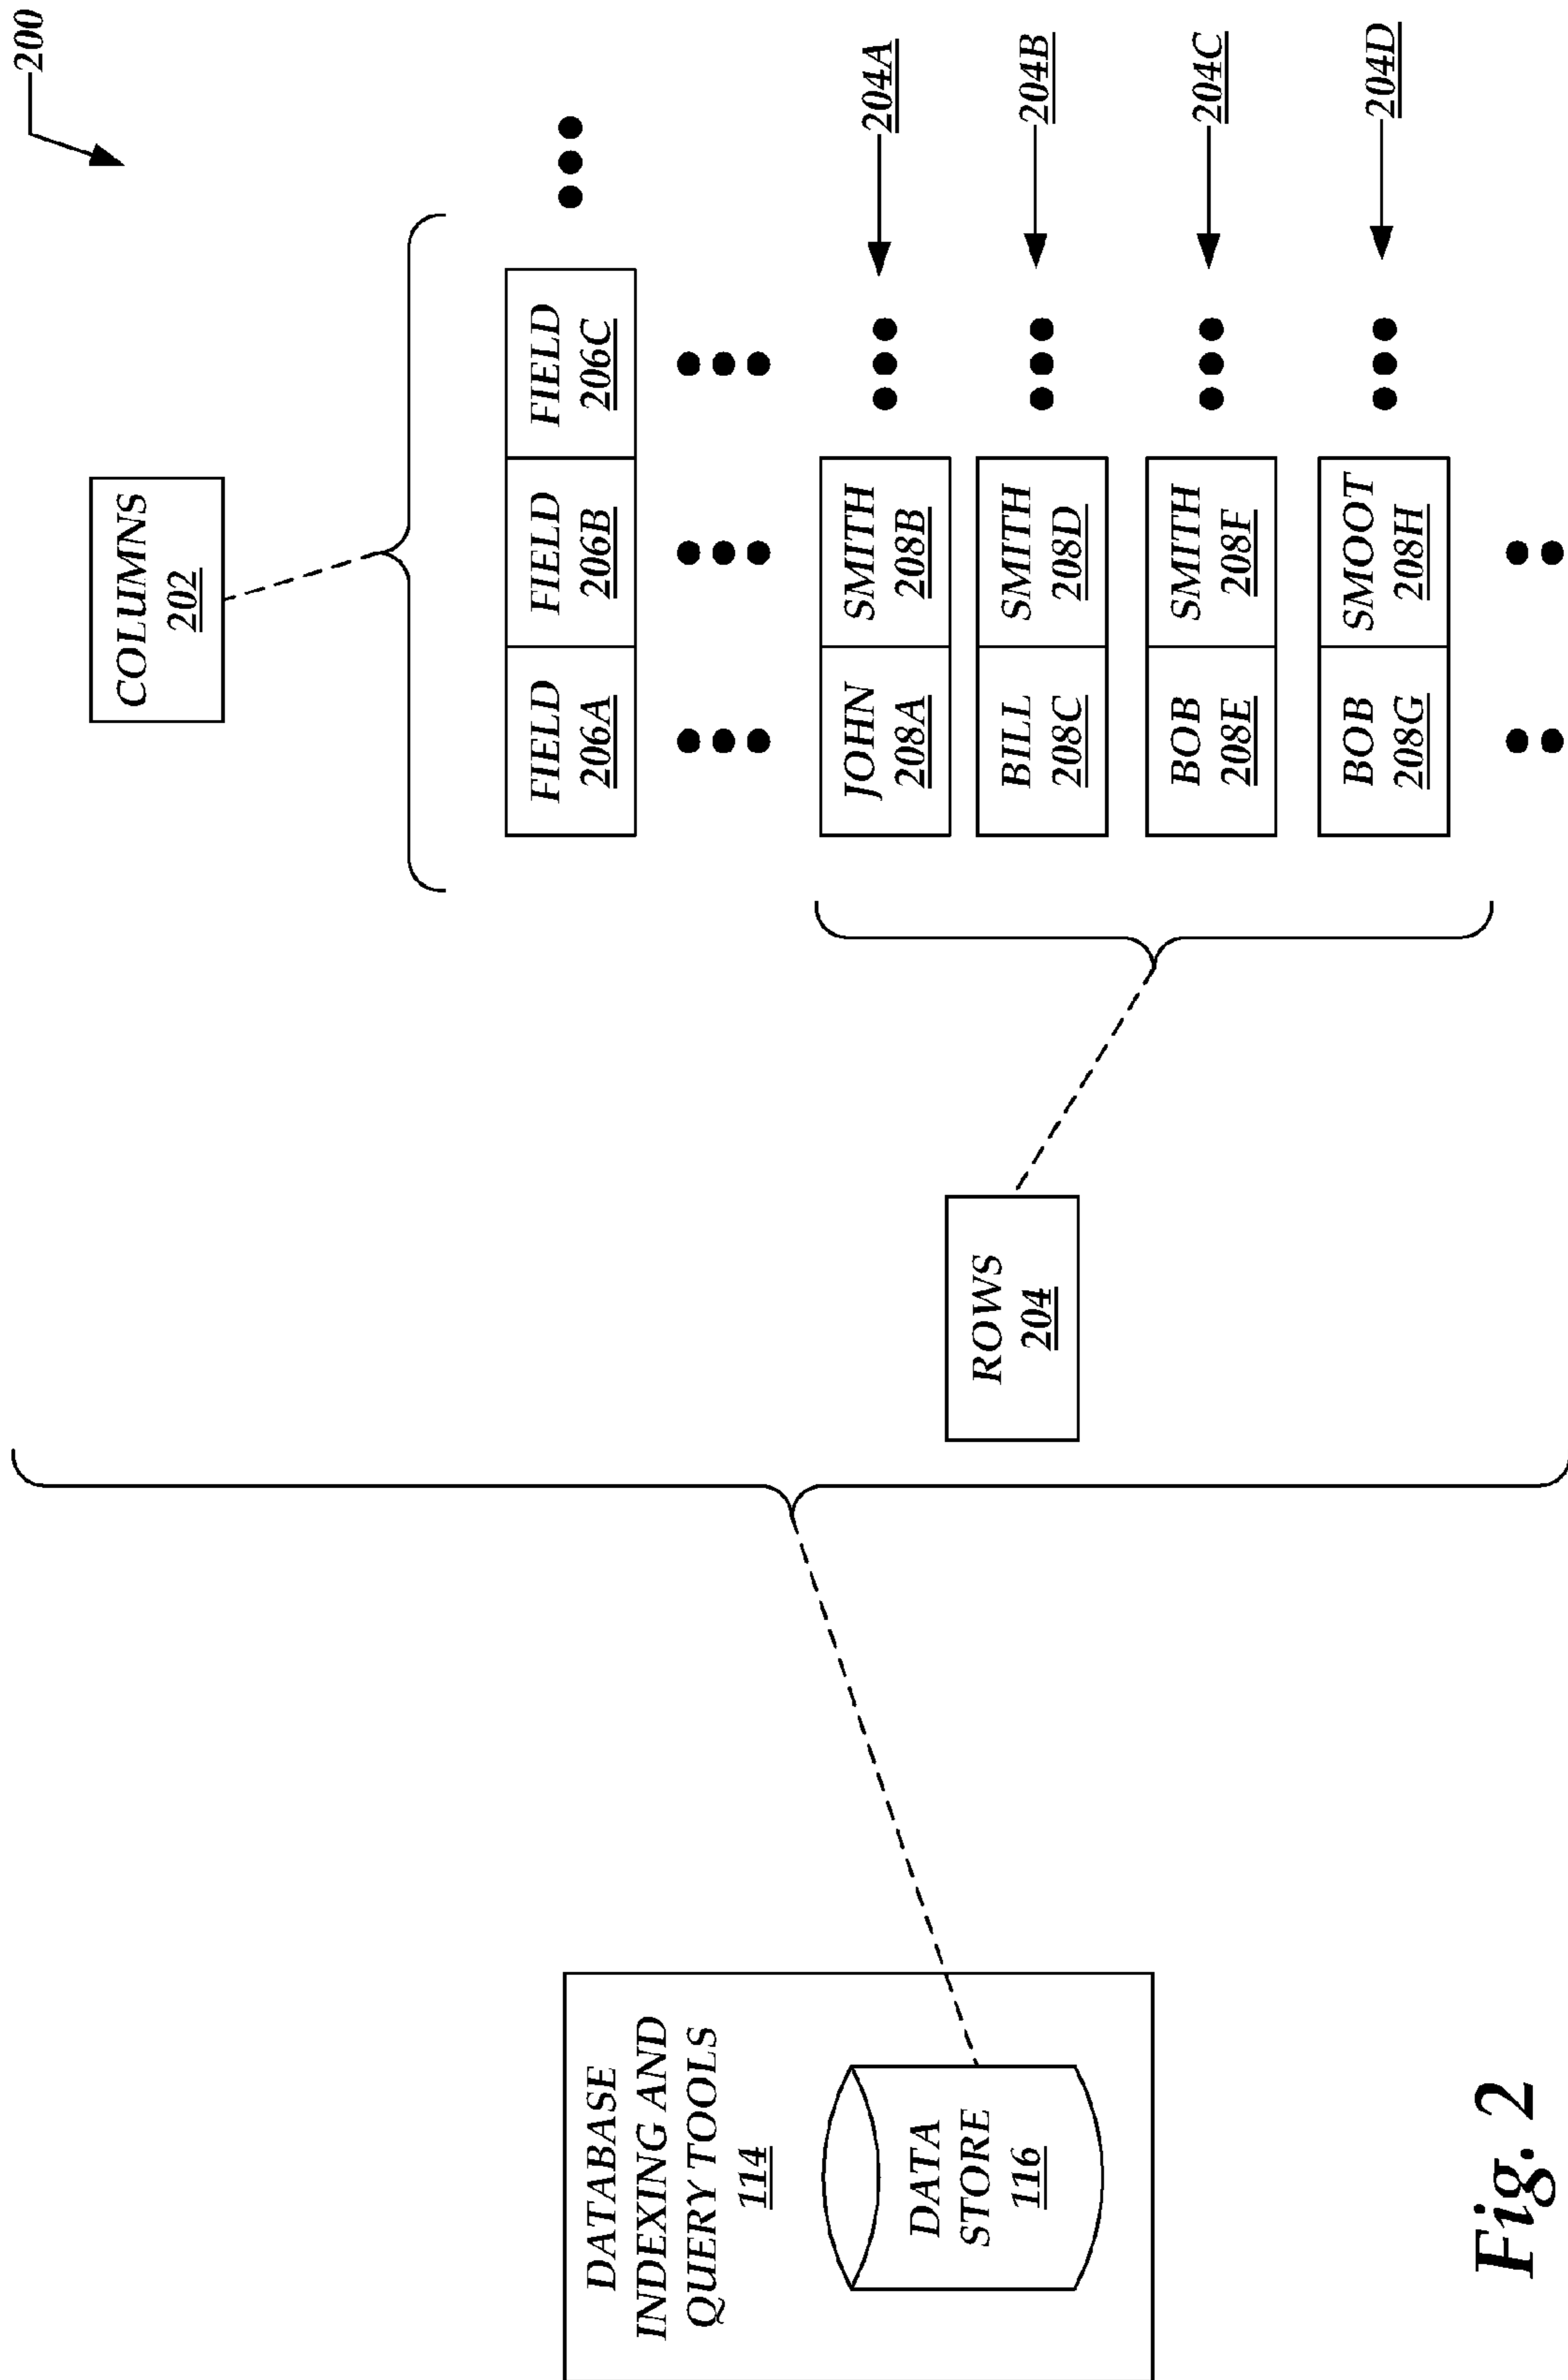 200
COLUMNS
202
DATABASE
INDEXING AND
QUERY TOOLS
114
DATA
STORE
116
ROWS
204
FIELD
206A
FIELD
206B
FIELD
206C
JOHN
208A
SMITH
208B
204A
BILL
208C
SMITH
208D
204B
BOB
208E
SMITH
208F
204C
BOB
208G
SMOOT
208H
204D
Fig. 2